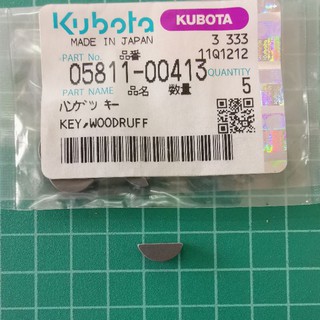 Kubota KUBOTA
MADE IN JAPAN 3 333
PART No. 品番 11Q1212
05811-00413 QUANTITY
PART NAME 品名 数量 5
ハンゲツ キー
KEY,WOODRUFF